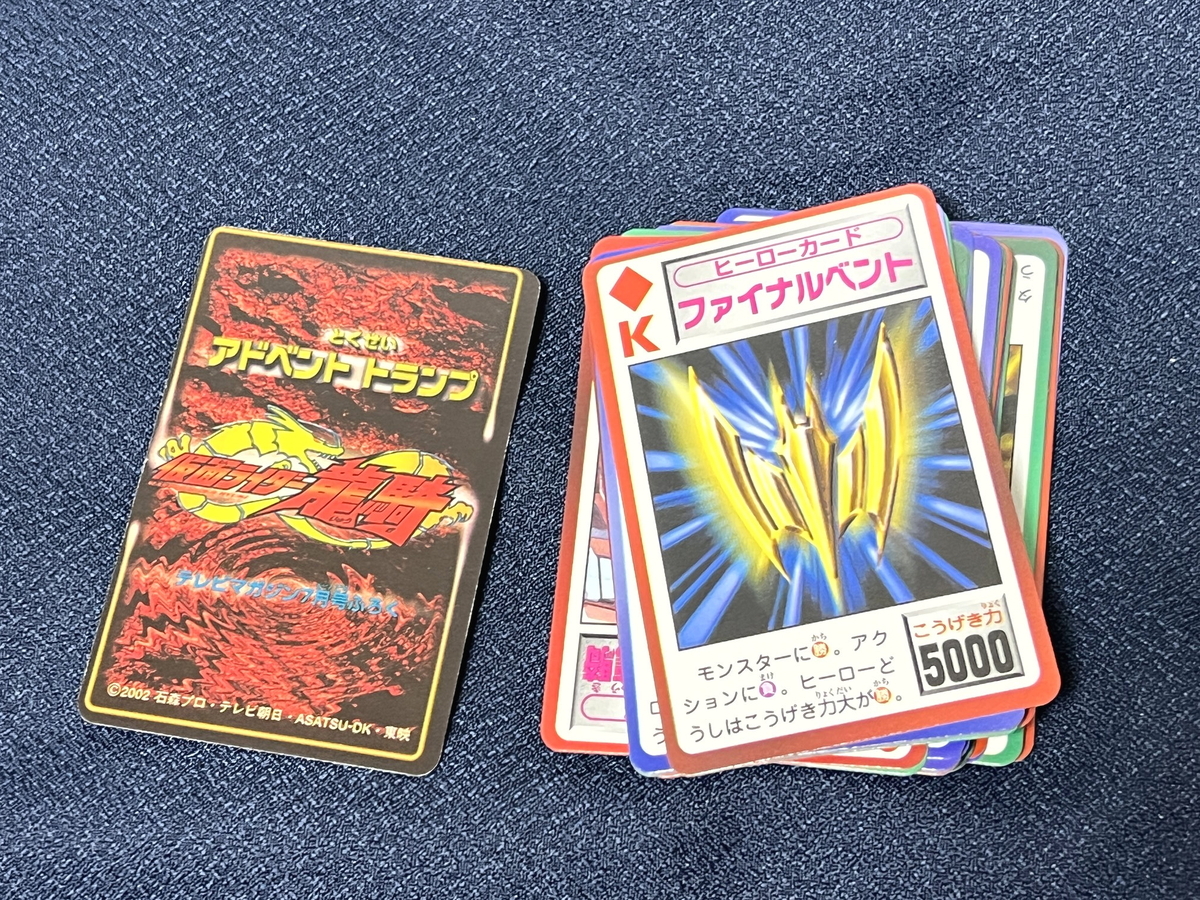 とくせい
アドベント トランプ
仮面ライダー龍騎
テレビマガジン7月号ふろく
©2002 石森プロ・テレビ朝日・ASATSU-DK・東映
K
ヒーローカード
ファイナルベント
モンスターに勝。アク
ションに負。ヒーローど
うしはこうげき力大が勝。
こうげき力
5000